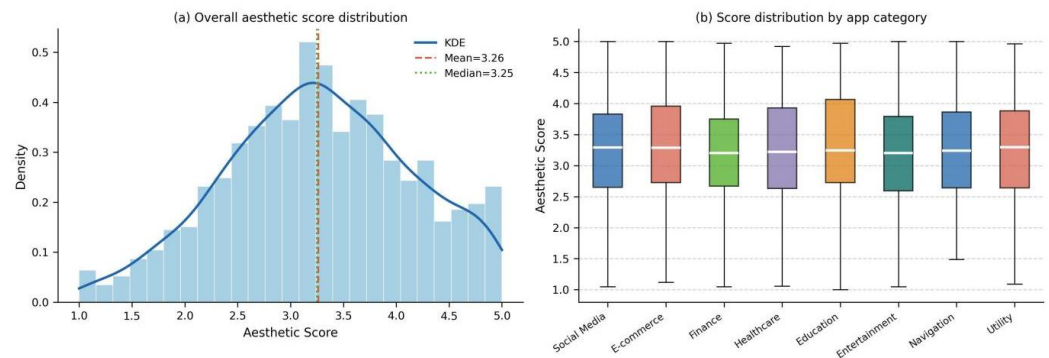 (a) Overall aesthetic score distribution
KDE
Mean=3.26
Median=3.25
Density
0.5
0.4
0.3
0.2
0.1
0.0
1.0 1.5 2.0 2.5 3.0 3.5 4.0 4.5 5.0
Aesthetic Score
(b) Score distribution by app category
Aesthetic Score
5.0
4.5
4.0
3.5
3.0
2.5
2.0
1.5
1.0
Social Media
E-commerce
Finance
Healthcare
Education
Entertainment
Navigation
Utility